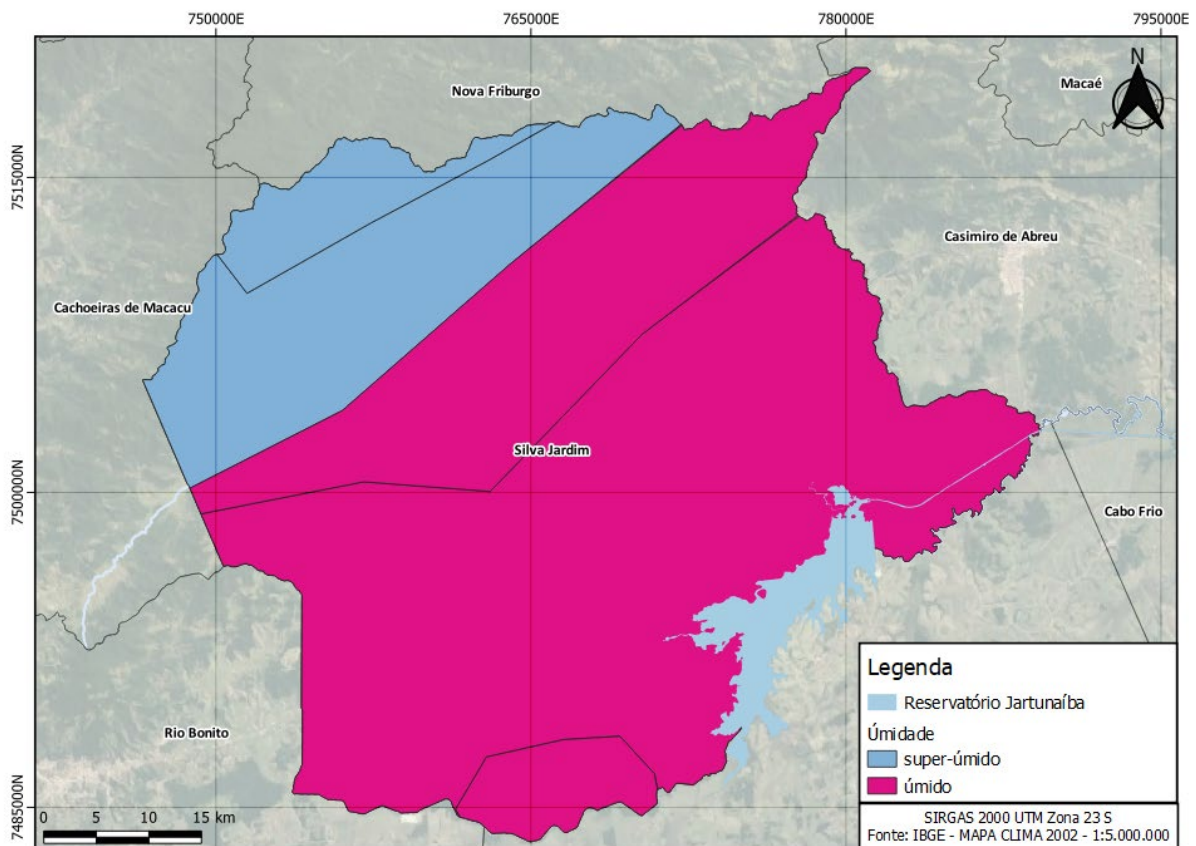 750000E 765000E 780000E 795000E
N
Macaé
Nova Friburgo
7515000N
Casimiro de Abreu
Cachoeiras de Macacu
Silva Jardim
7500000N
Cabo Frio
Legenda
Reservatório Jartunaíba
Úmidade
super-úmido
úmido
Rio Bonito
7485000N
0 5 10 15 km
SIRGAS 2000 UTM Zona 23 S
Fonte: IBGE - MAPA CLIMA 2002 - 1:5.000.000